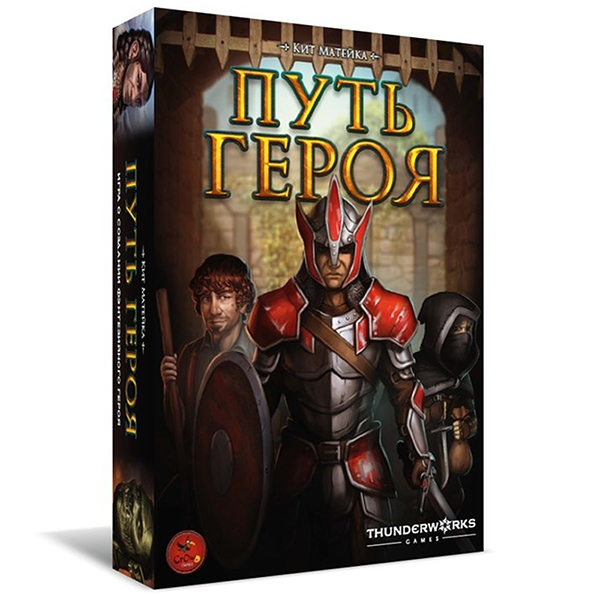 КИТ МАТЕЙКА
ПУТЬ
ГЕРОЯ
THUNDERWORKS
GAMES
ПУТЬ ГЕРОЯ
КИТ МАТЕЙКА
ИГРА О СОЗДАНИИ ФЭНТЕЗИЙНОГО ГЕРОЯ